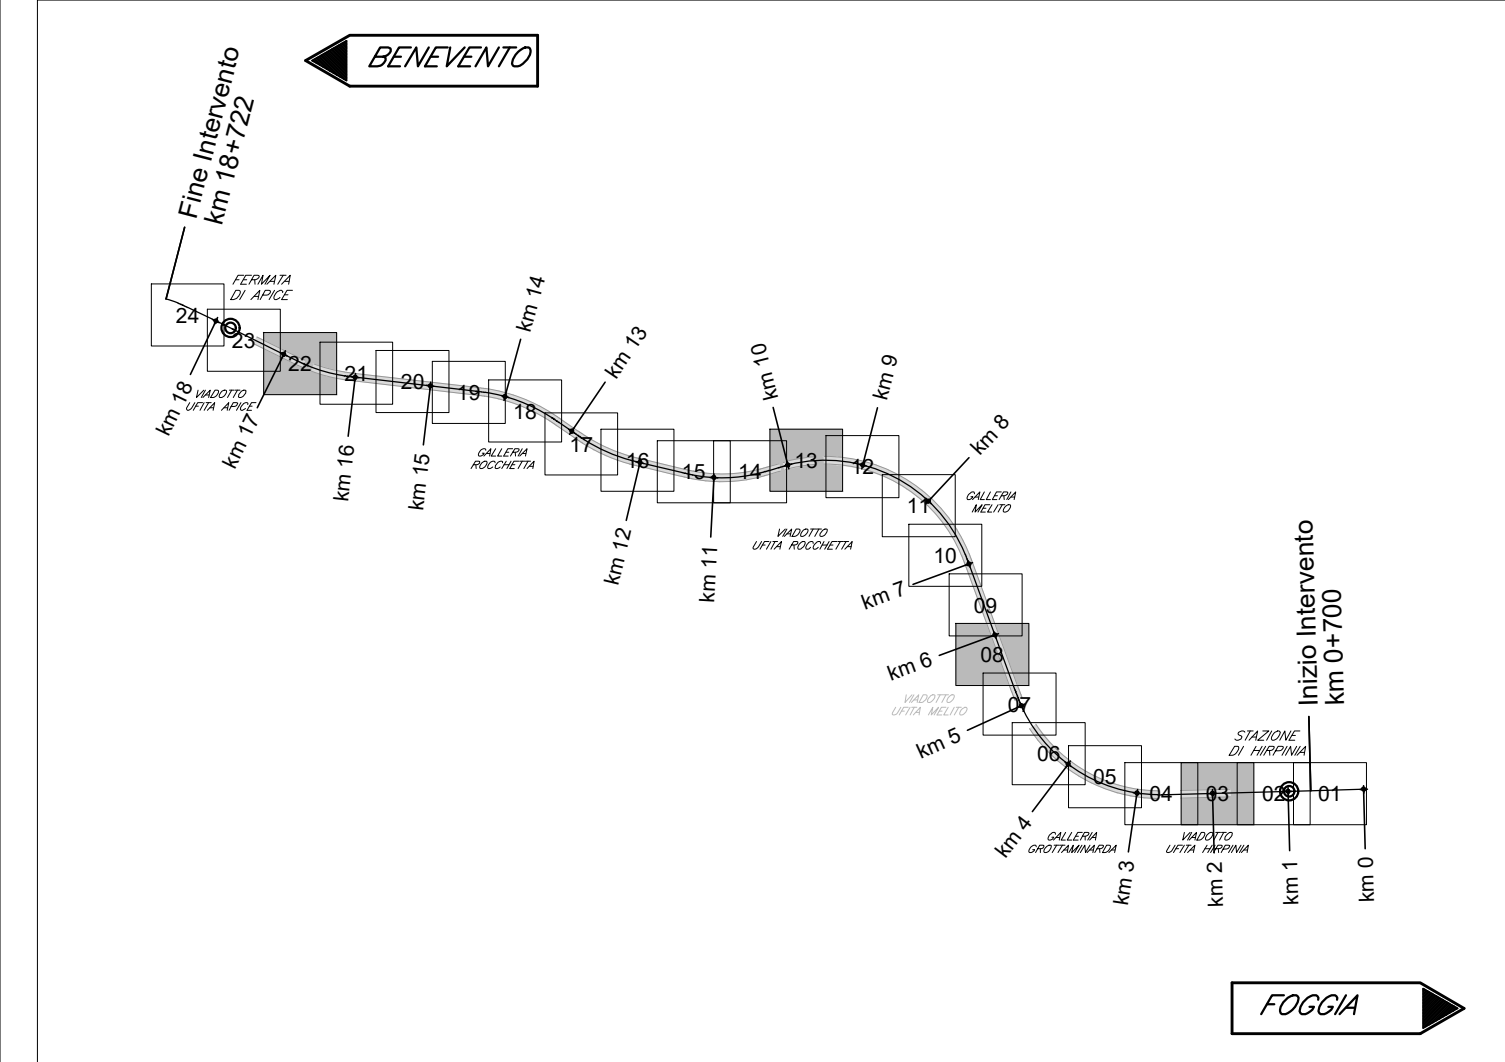 BENEVENTO
Fine Intervento
km 18+722
FERMATA
DI APICE
24
23
22
21
20
19
18
17
16
15
14
13
12
11
10
09
08
07
06
05
04
03
02
01
km 18
VIADOTTO
UFITA APICE
km 17
km 16
km 15
km 14
GALLERIA
ROCCHETTA
km 13
km 12
km 11
km 10
VIADOTTO
UFITA ROCCHETTA
km 9
km 8
GALLERIA
MELITO
km 7
km 6
VIADOTTO
UFITA MELITO
km 5
km 4
GALLERIA
GROTTAMINARDA
km 3
VIADOTTO
UFITA HIRPINIA
km 2
STAZIONE
DI HIRPINIA
km 1
Inizio Intervento
km 0+700
km 0
FOGGIA